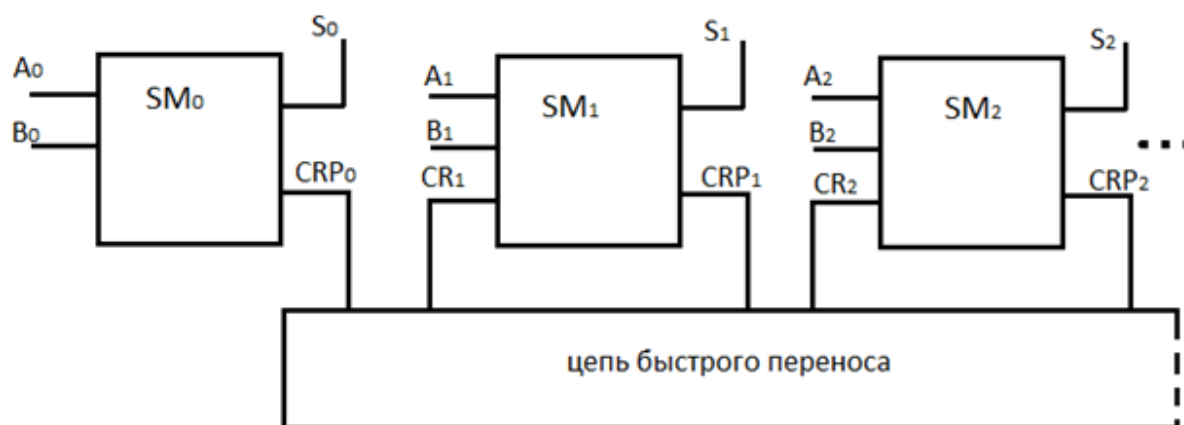 S₀ S₁ S₂
A₀ SM₀ A₁ SM₁ A₂ SM₂
B₀ B₁ B₂ ...
CRP₀ CR₁ CRP₁ CR₂ CRP₂
цепь быстрого переноса